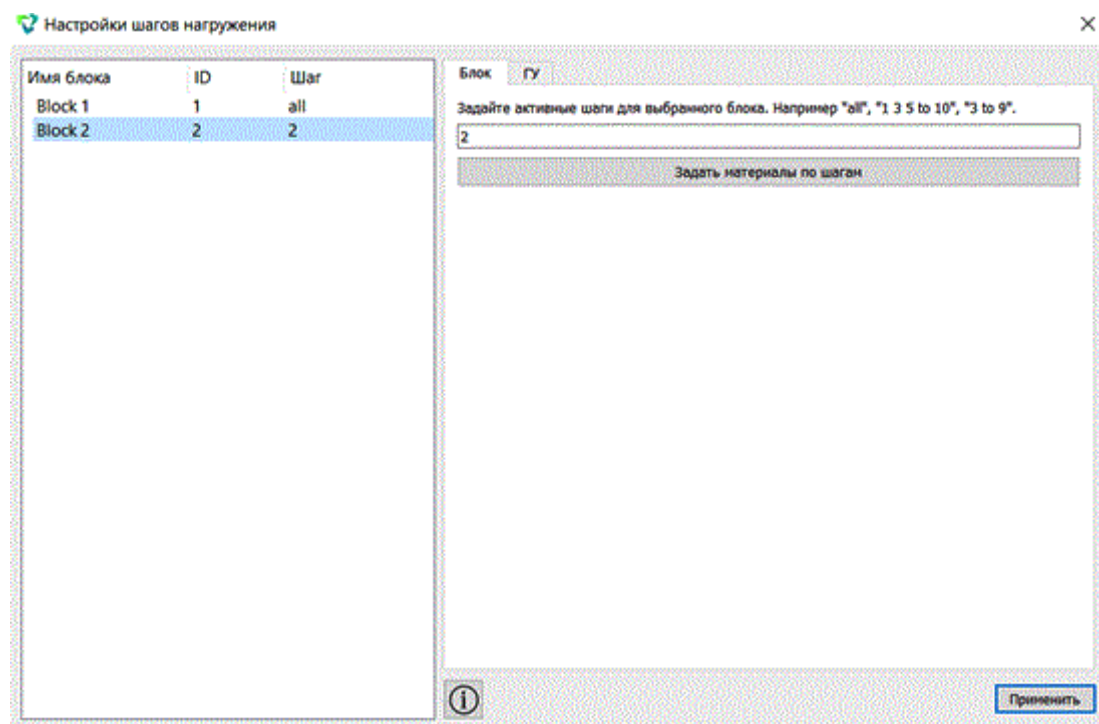 Настройки шагов нагружения
Имя блока ID Шаг
Block 1 1 all
Block 2 2 2
Блок ГУ
Задайте активные шаги для выбранного блока. Например "all", "1 3 5 to 10", "3 to 9".
2
Задать материалы по шагам
Применить